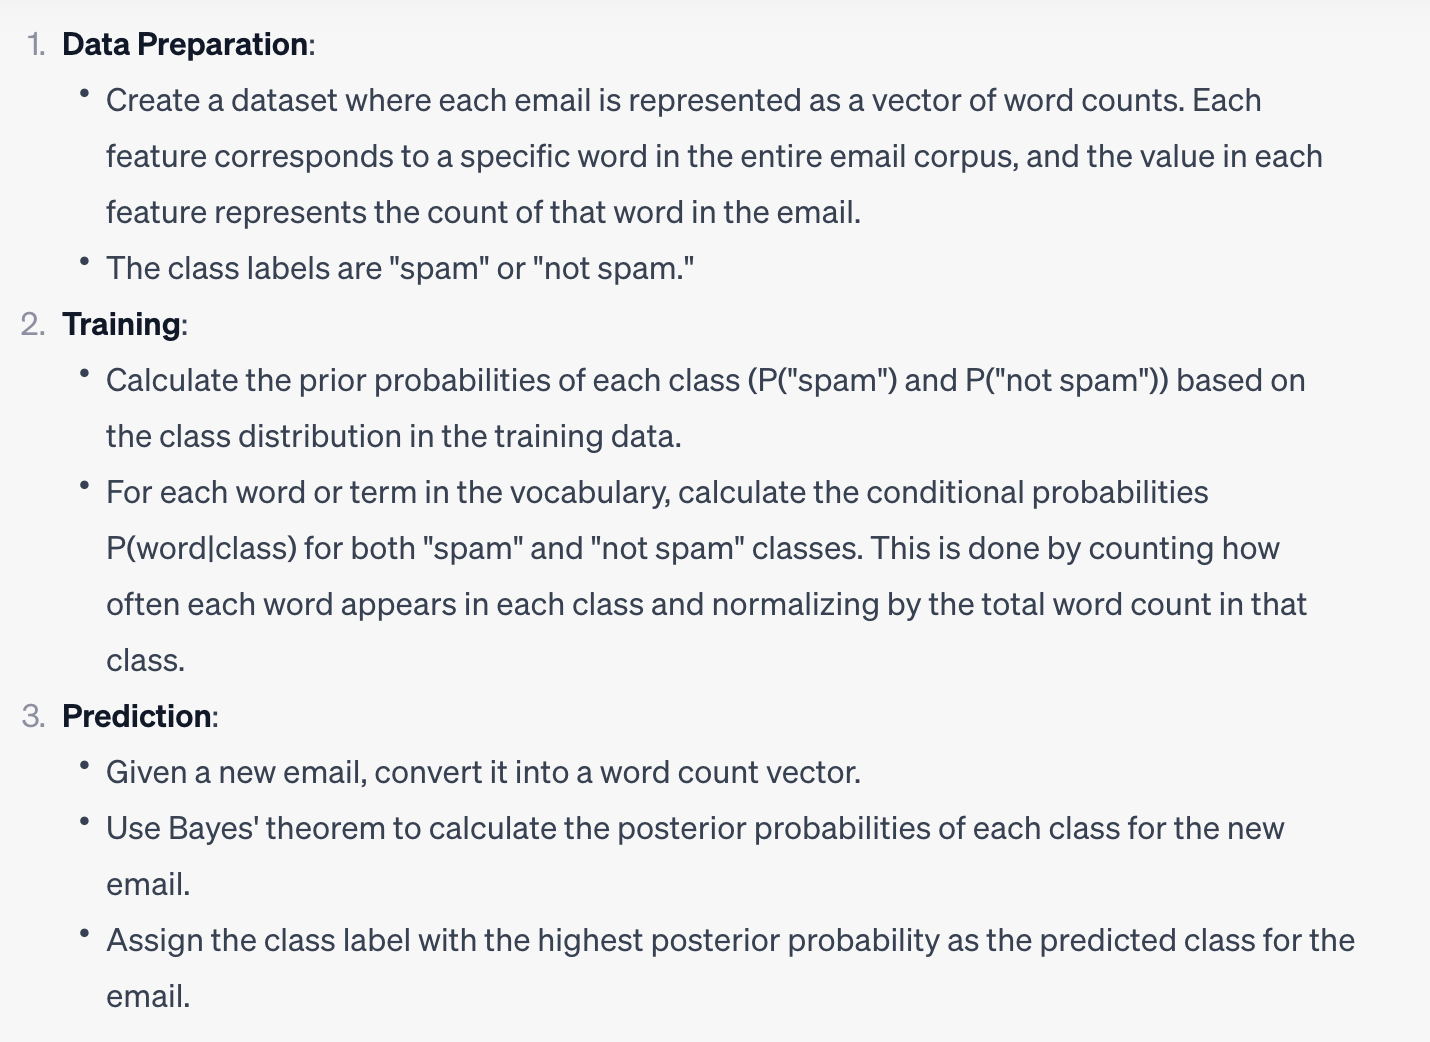 1. Data Preparation:
• Create a dataset where each email is represented as a vector of word counts. Each
feature corresponds to a specific word in the entire email corpus, and the value in each
feature represents the count of that word in the email.
• The class labels are "spam" or "not spam."
2. Training:
• Calculate the prior probabilities of each class (P("spam") and P("not spam")) based on
the class distribution in the training data.
• For each word or term in the vocabulary, calculate the conditional probabilities
P(word|class) for both "spam" and "not spam" classes. This is done by counting how
often each word appears in each class and normalizing by the total word count in that
class.
3. Prediction:
• Given a new email, convert it into a word count vector.
• Use Bayes' theorem to calculate the posterior probabilities of each class for the new
email.
• Assign the class label with the highest posterior probability as the predicted class for the
email.